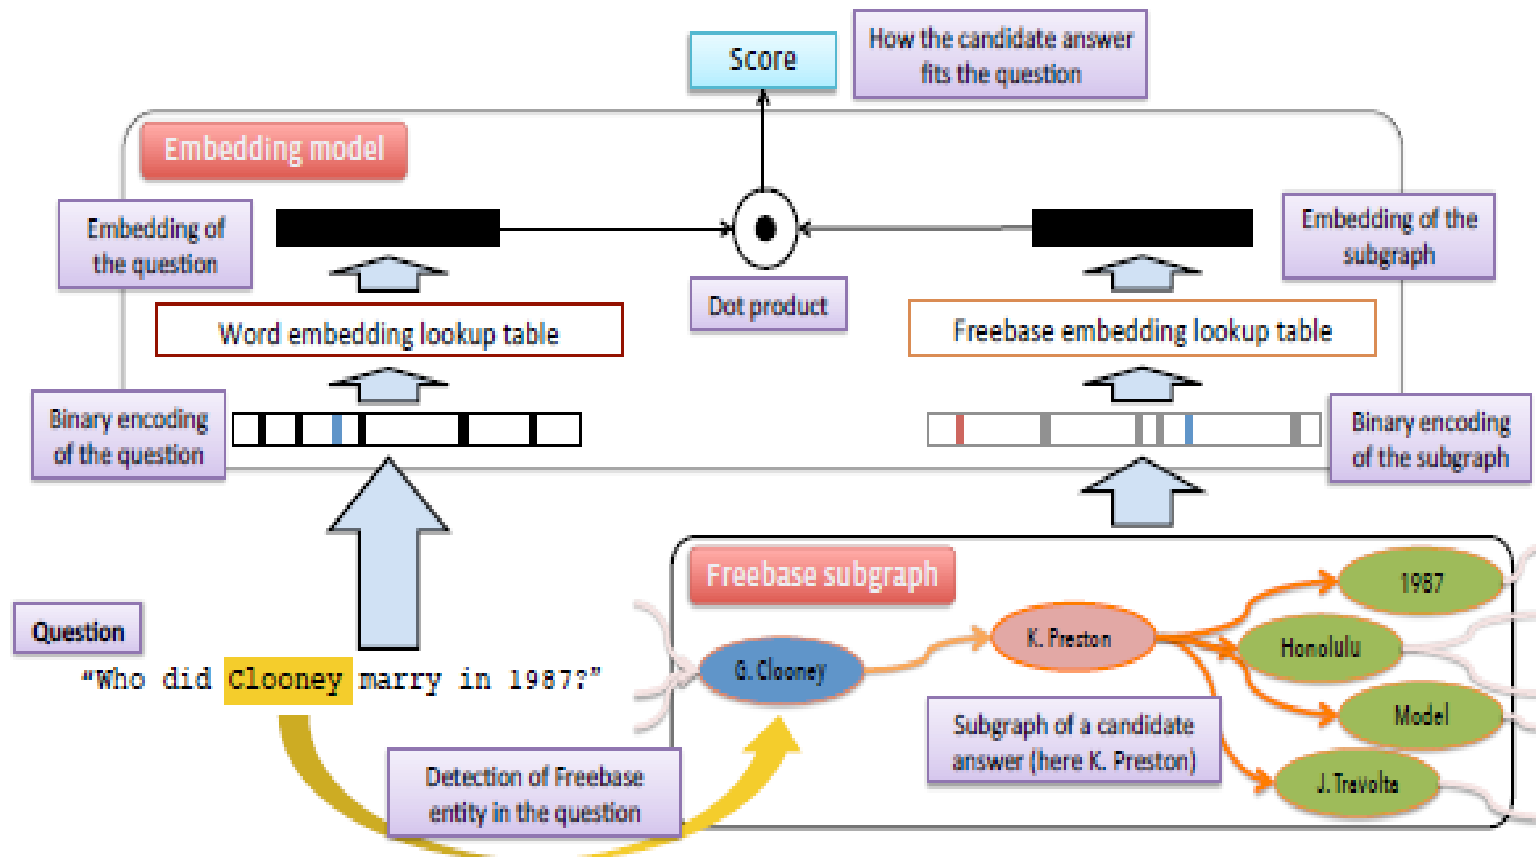 Score
How the candidate answer
fits the question
Embedding model
Embedding of
the question
Embedding of the
subgraph
Dot product
Word embedding lookup table
Freebase embedding lookup table
Binary encoding
of the question
Binary encoding
of the subgraph
Freebase subgraph
1987
Question
K. Preston
Honolulu
“Who did Clooney marry in 1987?”
G. Clooney
Model
Subgraph of a candidate
answer (here K. Preston)
J. Travolta
Detection of Freebase
entity in the question